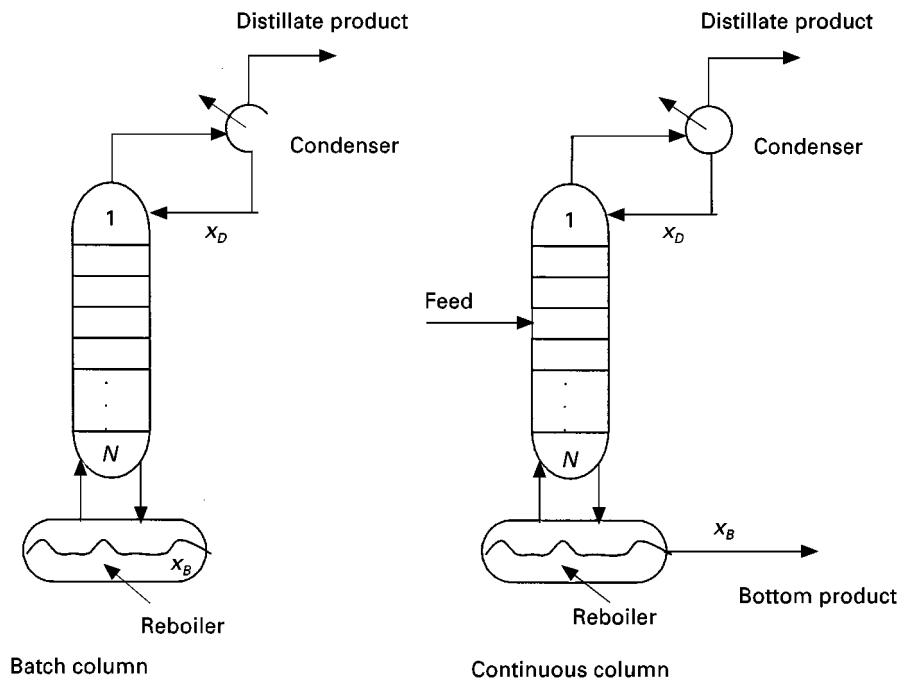 Distillate product
Condenser
1
x_D
N
x_B
Reboiler
Batch column
Distillate product
Condenser
1
x_D
Feed
N
x_B
Bottom product
Reboiler
Continuous column